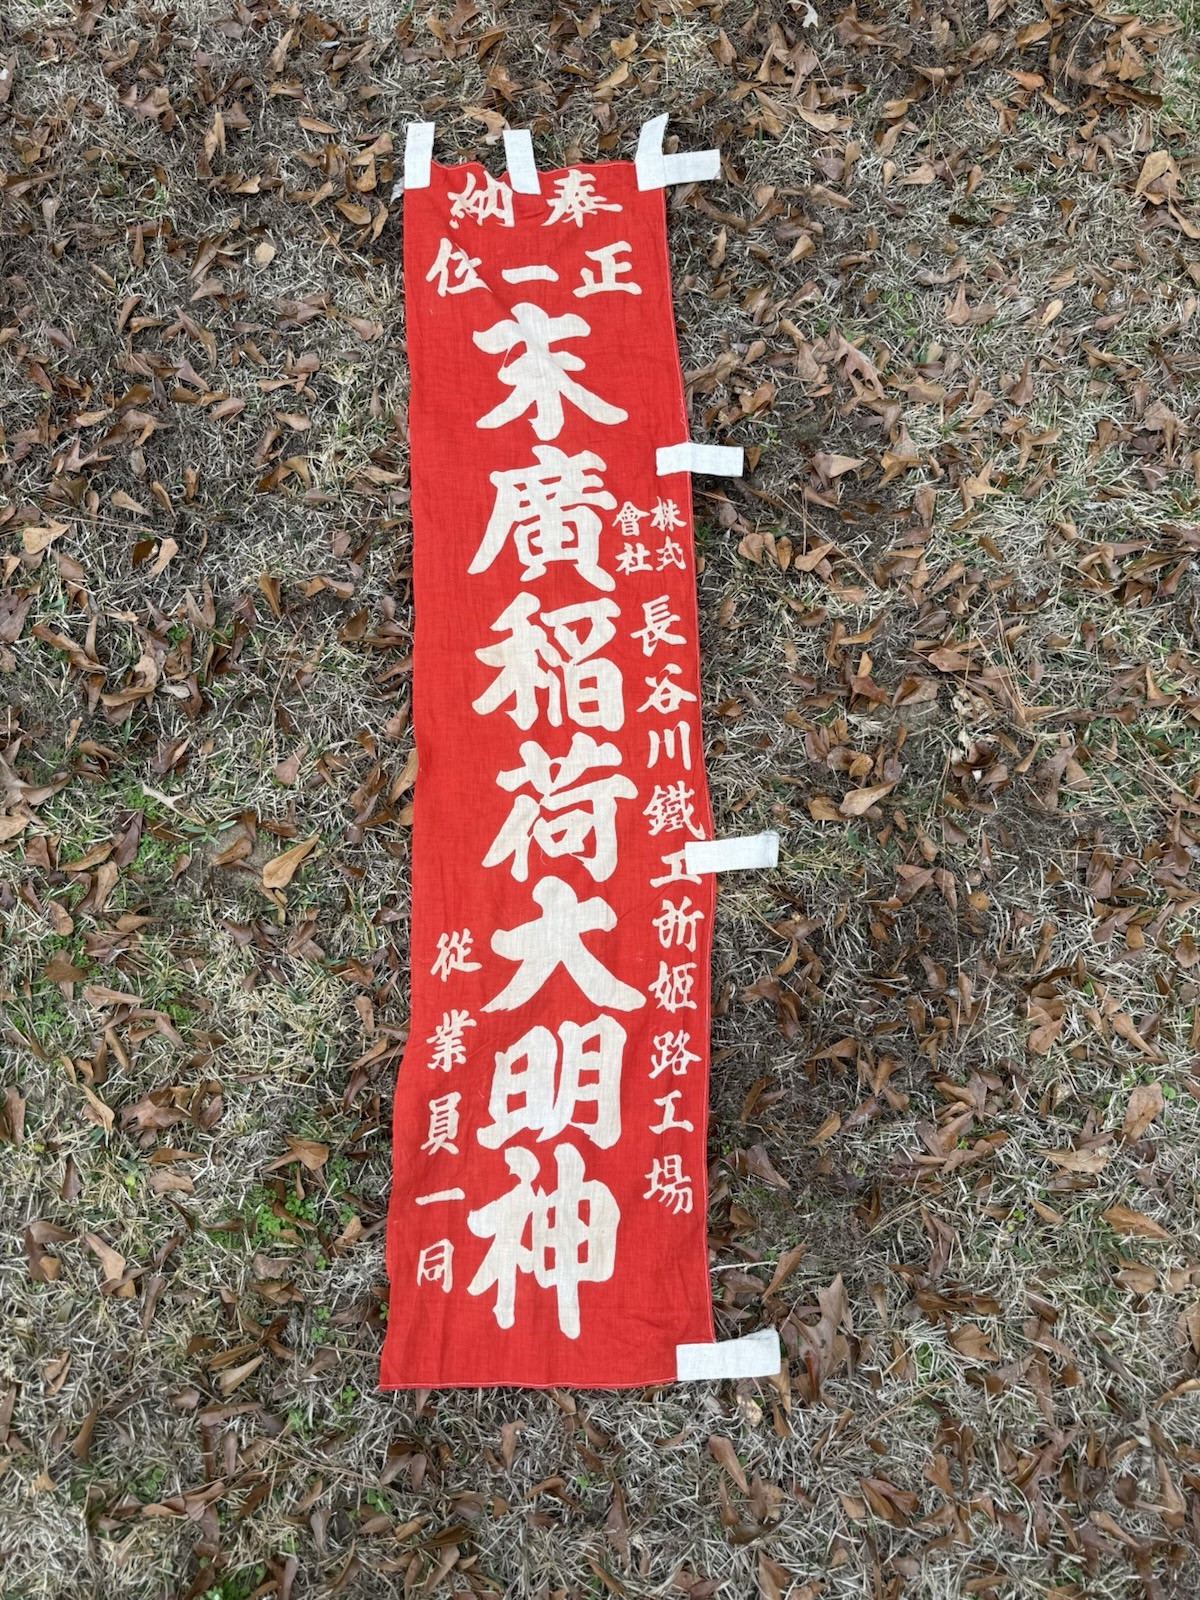 奉納
正一位
末廣稲荷大明神
株式會社
長谷川鐵工所姫路工場
從業員一同